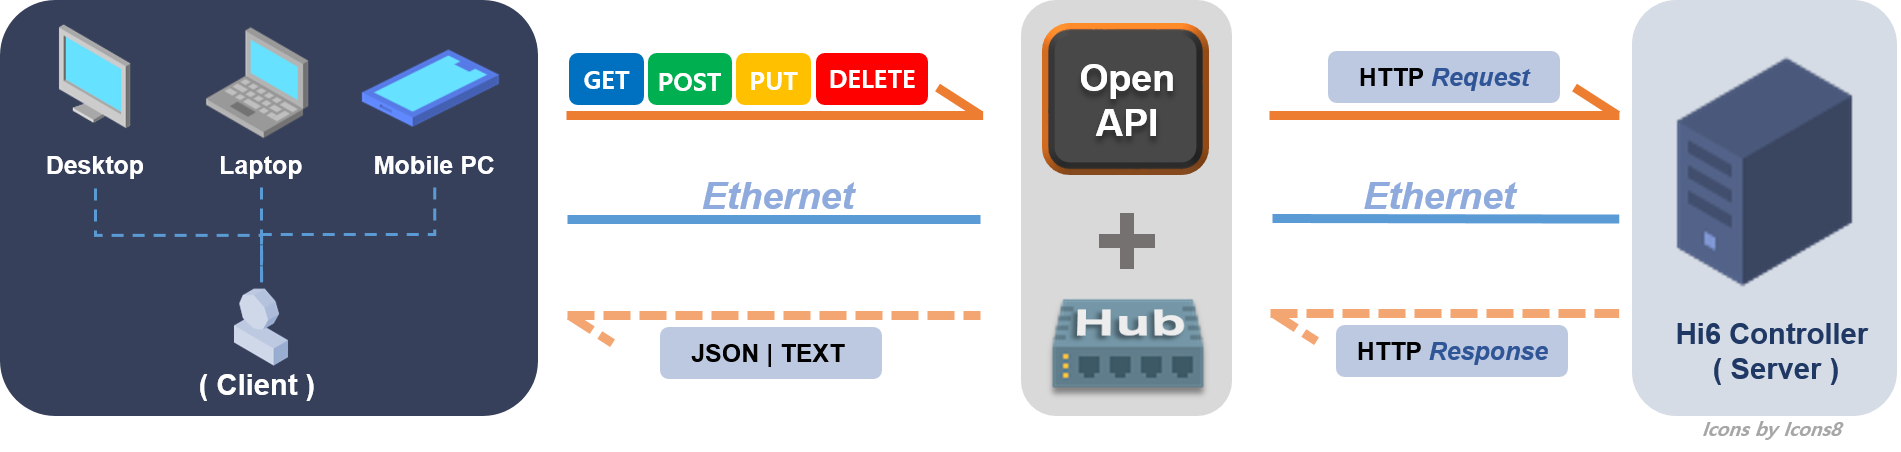 Desktop
Laptop
Mobile PC
( Client )
GET
POST
PUT
DELETE
Ethernet
JSON | TEXT
Open
API
Hub
HTTP Request
Ethernet
HTTP Response
Hi6 Controller
( Server )
Icons by Icons8